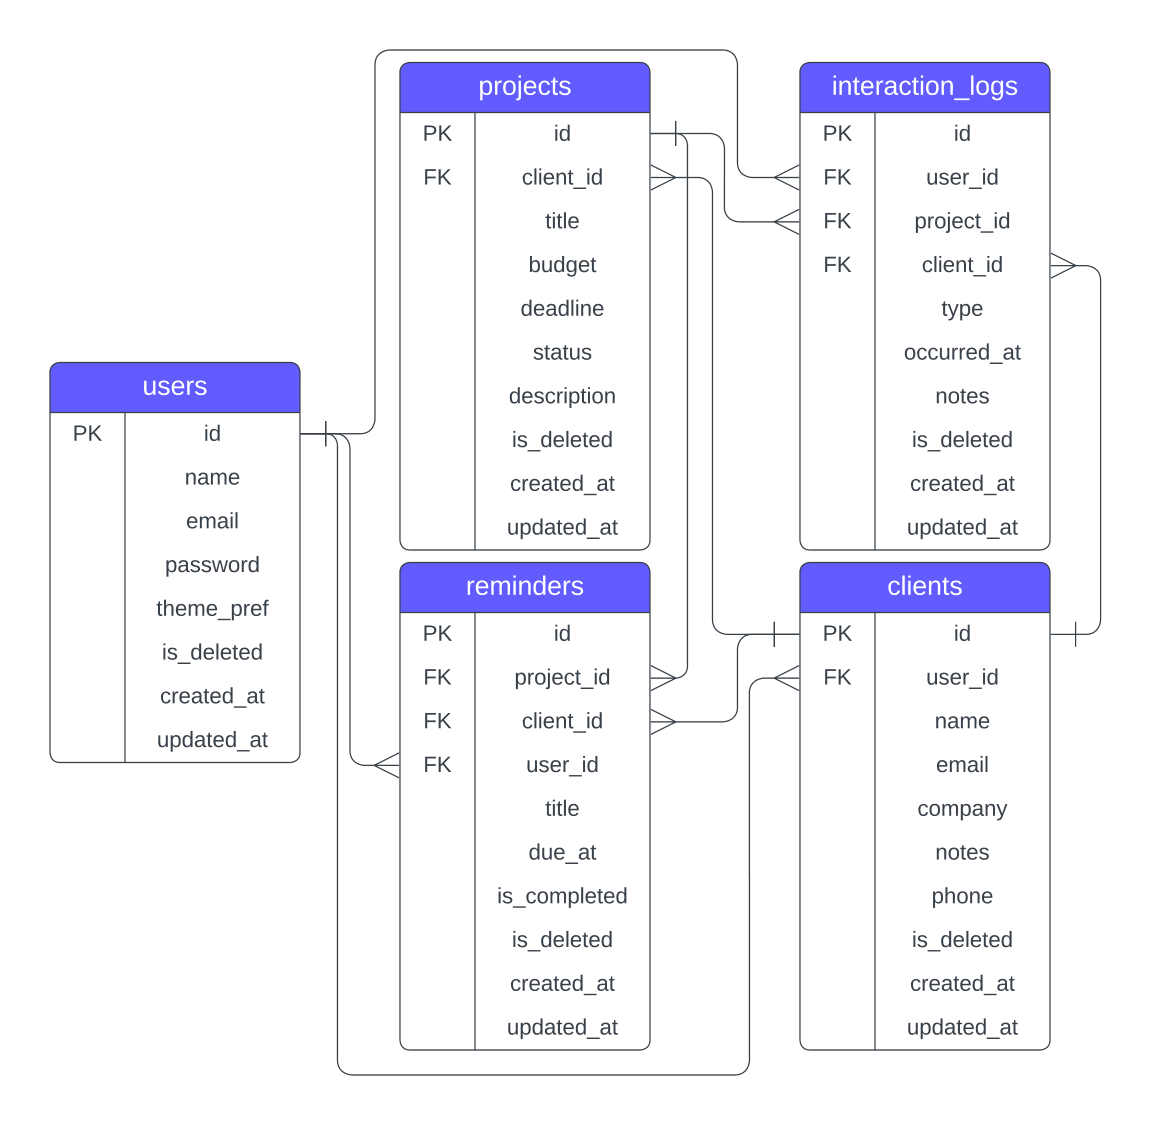 projects
PK id
FK client_id
title
budget
deadline
status
description
is_deleted
created_at
updated_at
interaction_logs
PK id
FK user_id
FK project_id
FK client_id
type
occurred_at
notes
is_deleted
created_at
updated_at
users
PK id
name
email
password
theme_pref
is_deleted
created_at
updated_at
reminders
PK id
FK project_id
FK client_id
FK user_id
title
due_at
is_completed
is_deleted
created_at
updated_at
clients
PK id
FK user_id
name
email
company
notes
phone
is_deleted
created_at
updated_at